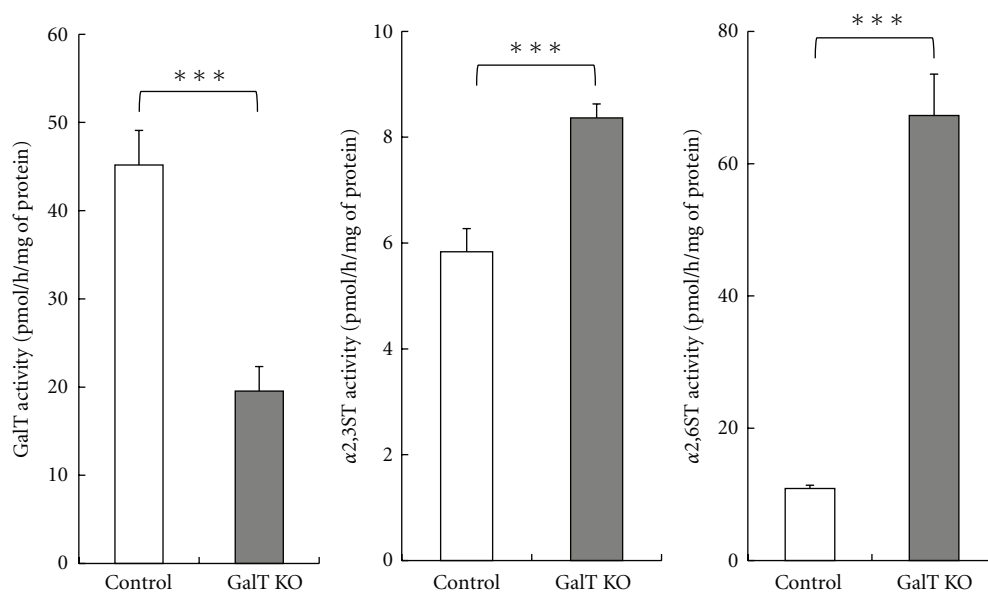 GalT activity (pmol/h/mg of protein)
60
50
40
30
20
10
0
***
Control
GalT KO
α2,3ST activity (pmol/h/mg of protein)
10
8
6
4
2
0
***
Control
GalT KO
α2,6ST activity (pmol/h/mg of protein)
80
60
40
20
0
***
Control
GalT KO